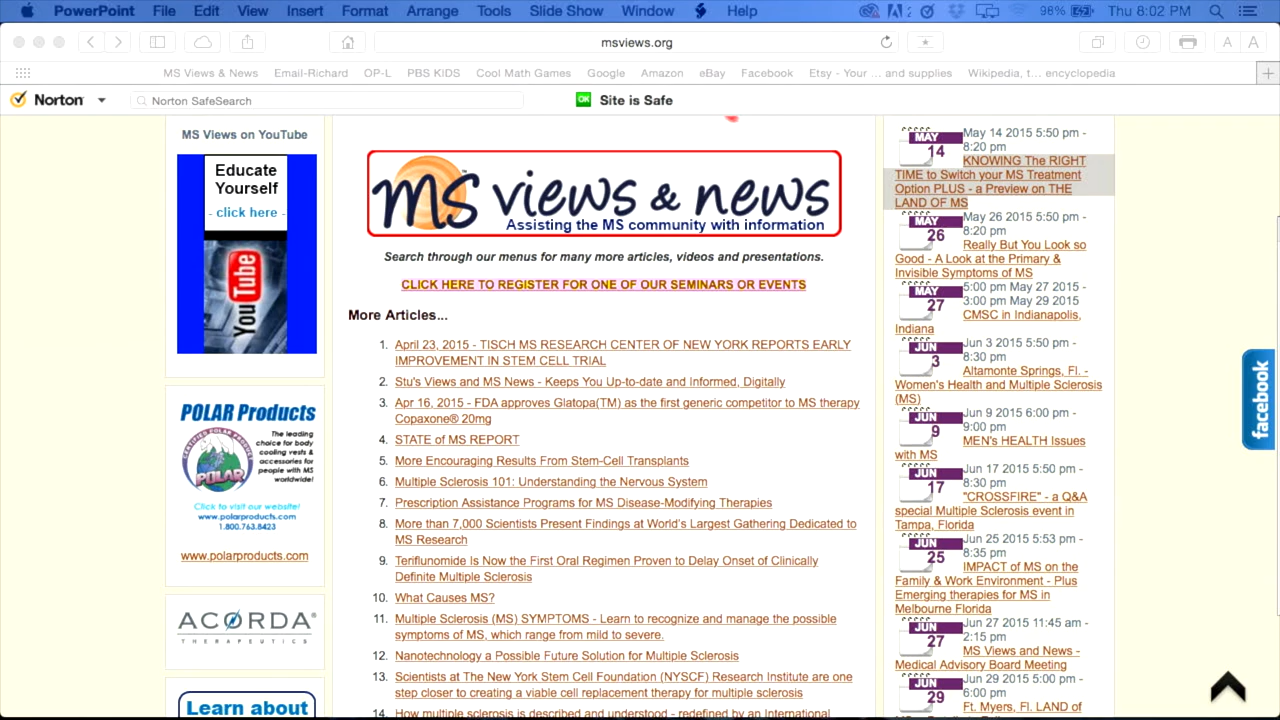 PowerPoint File Edit View Insert Format Arrange Tools Slide Show Window Help 98% Thu 8:02 PM
msviews.org
A A
MS Views & News Email-Richard OP-L PBS KIDS Cool Math Games Google Amazon eBay Facebook Etsy - Your ... and supplies Wikipedia, t... encyclopedia
Norton Norton SafeSearch OK Site is Safe
MS Views on YouTube
Educate
Yourself
- click here -
YouTube
POLAR Products
CERTIFIED POLAR PRODUCTS
POLAR
The leading
choice for body
cooling vests &
accessories for
people with MS
worldwide!
Click to visit our website!
www.polarproducts.com
1.800.763.8423
www.polarproducts.com
ACORDA®
THERAPEUTICS
Learn about
MS views & news
Assisting the MS community with information
Search through our menus for many more articles, videos and presentations.
CLICK HERE TO REGISTER FOR ONE OF OUR SEMINARS OR EVENTS
More Articles...
1. April 23, 2015 - TISCH MS RESEARCH CENTER OF NEW YORK REPORTS EARLY
IMPROVEMENT IN STEM CELL TRIAL
2. Stu's Views and MS News - Keeps You Up-to-date and Informed, Digitally
3. Apr 16, 2015 - FDA approves Glatopa(TM) as the first generic competitor to MS therapy
Copaxone® 20mg
4. STATE of MS REPORT
5. More Encouraging Results From Stem-Cell Transplants
6. Multiple Sclerosis 101: Understanding the Nervous System
7. Prescription Assistance Programs for MS Disease-Modifying Therapies
8. More than 7,000 Scientists Present Findings at World's Largest Gathering Dedicated to
MS Research
9. Teriflunomide Is Now the First Oral Regimen Proven to Delay Onset of Clinically
Definite Multiple Sclerosis
10. What Causes MS?
11. Multiple Sclerosis (MS) SYMPTOMS - Learn to recognize and manage the possible
symptoms of MS, which range from mild to severe.
12. Nanotechnology a Possible Future Solution for Multiple Sclerosis
13. Scientists at The New York Stem Cell Foundation (NYSCF) Research Institute are one
step closer to creating a viable cell replacement therapy for multiple sclerosis
14. How multiple sclerosis is described and understood - redefined by an International
MAY 14 May 14 2015 5:50 pm -
8:20 pm
KNOWING The RIGHT
TIME to Switch your MS Treatment
Option PLUS - a Preview on THE
LAND OF MS
MAY 26 May 26 2015 5:50 pm -
8:20 pm
Really But You Look so
Good - A Look at the Primary &
Invisible Symptoms of MS
MAY 27 5:00 pm May 27 2015 -
3:00 pm May 29 2015
CMSC in Indianapolis,
Indiana
JUN 3 Jun 3 2015 5:50 pm -
8:30 pm
Altamonte Springs, Fl. -
Women's Health and Multiple Sclerosis
(MS)
JUN 9 Jun 9 2015 6:00 pm -
9:00 pm
MEN's HEALTH Issues
with MS
JUN 17 Jun 17 2015 5:50 pm -
8:30 pm
"CROSSFIRE" - a Q&A
special Multiple Sclerosis event in
Tampa, Florida
JUN 25 Jun 25 2015 5:53 pm -
8:35 pm
IMPACT of MS on the
Family & Work Environment - Plus
Emerging therapies for MS in
Melbourne Florida
JUN 27 Jun 27 2015 11:45 am -
2:15 pm
MS Views and News -
Medical Advisory Board Meeting
JUN 29 Jun 29 2015 5:00 pm -
6:00 pm
Ft. Myers, Fl. LAND of
facebook